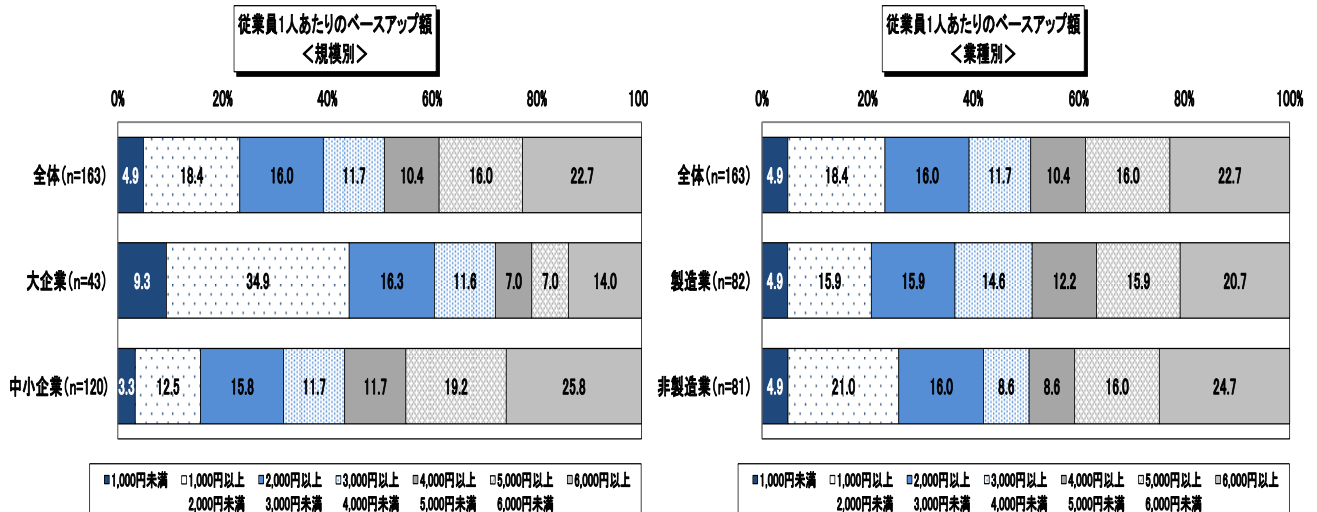 従業員1人あたりのベースアップ額
＜規模別＞
0% 20% 40% 60% 80% 100
全体(n=163) 4.9 18.4 16.0 11.7 10.4 16.0 22.7
大企業(n=43) 9.3 34.9 16.3 11.6 7.0 7.0 14.0
中小企業(n=120) 3.3 12.5 15.8 11.7 11.7 19.2 25.8
1,000円未満 1,000円以上 2,000円以上 3,000円以上 4,000円以上 5,000円以上 6,000円以上
2,000円未満 3,000円未満 4,000円未満 5,000円未満 6,000円未満
従業員1人あたりのベースアップ額
＜業種別＞
0% 20% 40% 60% 80% 100%
全体(n=163) 4.9 18.4 16.0 11.7 10.4 16.0 22.7
製造業(n=82) 4.9 15.9 15.9 14.6 12.2 15.9 20.7
非製造業(n=81) 4.9 21.0 16.0 8.6 8.6 16.0 24.7
1,000円未満 1,000円以上 2,000円以上 3,000円以上 4,000円以上 5,000円以上 6,000円以上
2,000円未満 3,000円未満 4,000円未満 5,000円未満 6,000円未満